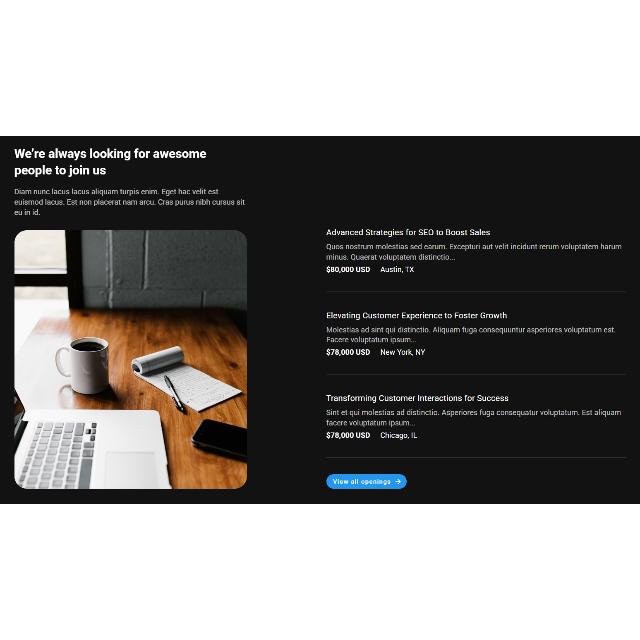 We're always looking for awesome
people to join us
Diam nunc lacus lacus aliquam turpis enim. Eget hac velit est
euismod lacus. Est non placerat nam arcu. Cras purus nibh cursus sit
eu in id.
Advanced Strategies for SEO to Boost Sales
Quos nostrum molestias sed earum. Excepturi aut velit incidunt rerum voluptatem harum
minus. Quaerat voluptatem distinctio...
$80,000 USD Austin, TX
Elevating Customer Experience to Foster Growth
Molestias ad sint qui distinctio. Aliquam fuga consequuntur asperiores voluptatum est.
Facere voluptatum ipsum...
$78,000 USD New York, NY
Transforming Customer Interactions for Success
Sint et qui molestias ad distinctio. Asperiores fuga consequatur voluptatum. Est aliquam
facere voluptatum ipsum...
$78,000 USD Chicago, IL
View all openings →